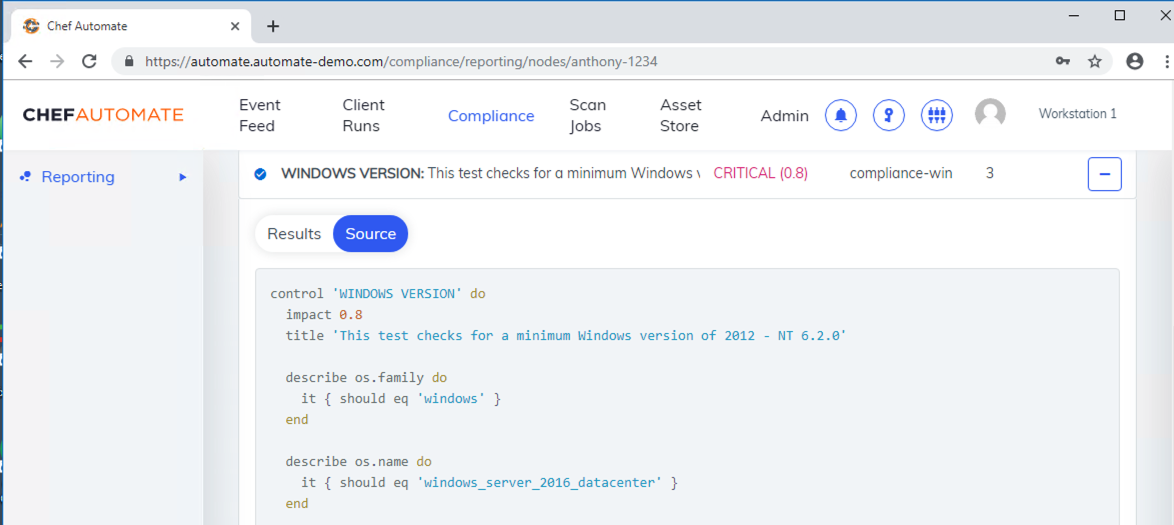 Chef Automate
https://automate.automate-demo.com/compliance/reporting/nodes/anthony-1234
CHEFAUTOMATE
Event Feed
Client Runs
Compliance
Scan Jobs
Asset Store
Admin
Workstation 1
Reporting
WINDOWS VERSION: This test checks for a minimum Windows CRITICAL (0.8) compliance-win 3
Results Source
control 'WINDOWS VERSION' do
impact 0.8
title 'This test checks for a minimum Windows version of 2012 - NT 6.2.0'
describe os.family do
it { should eq 'windows' }
end
describe os.name do
it { should eq 'windows_server_2016_datacenter' }
end